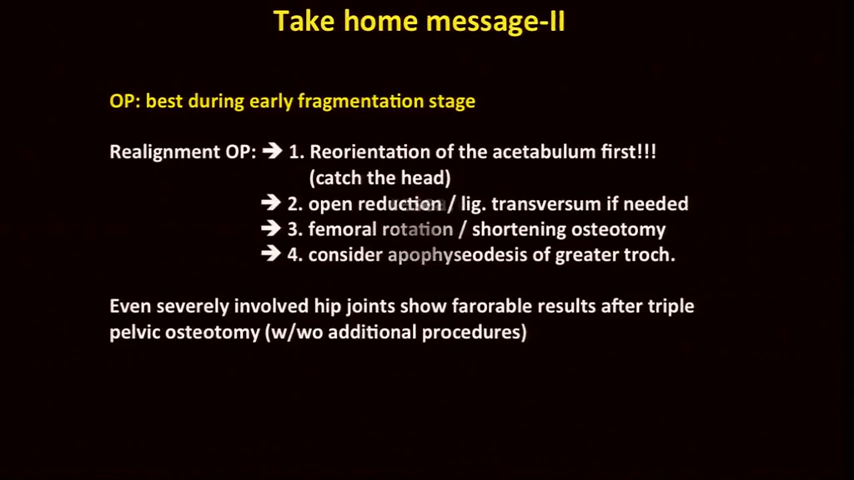 Take home message-II
OP: best during early fragmentation stage
Realignment OP: ➔ 1. Reorientation of the acetabulum first!!!
(catch the head)
➔ 2. open reduction / lig. transversum if needed
➔ 3. femoral rotation / shortening osteotomy
➔ 4. consider apophyseodesis of greater troch.
Even severely involved hip joints show farorable results after triple
pelvic osteotomy (w/wo additional procedures)